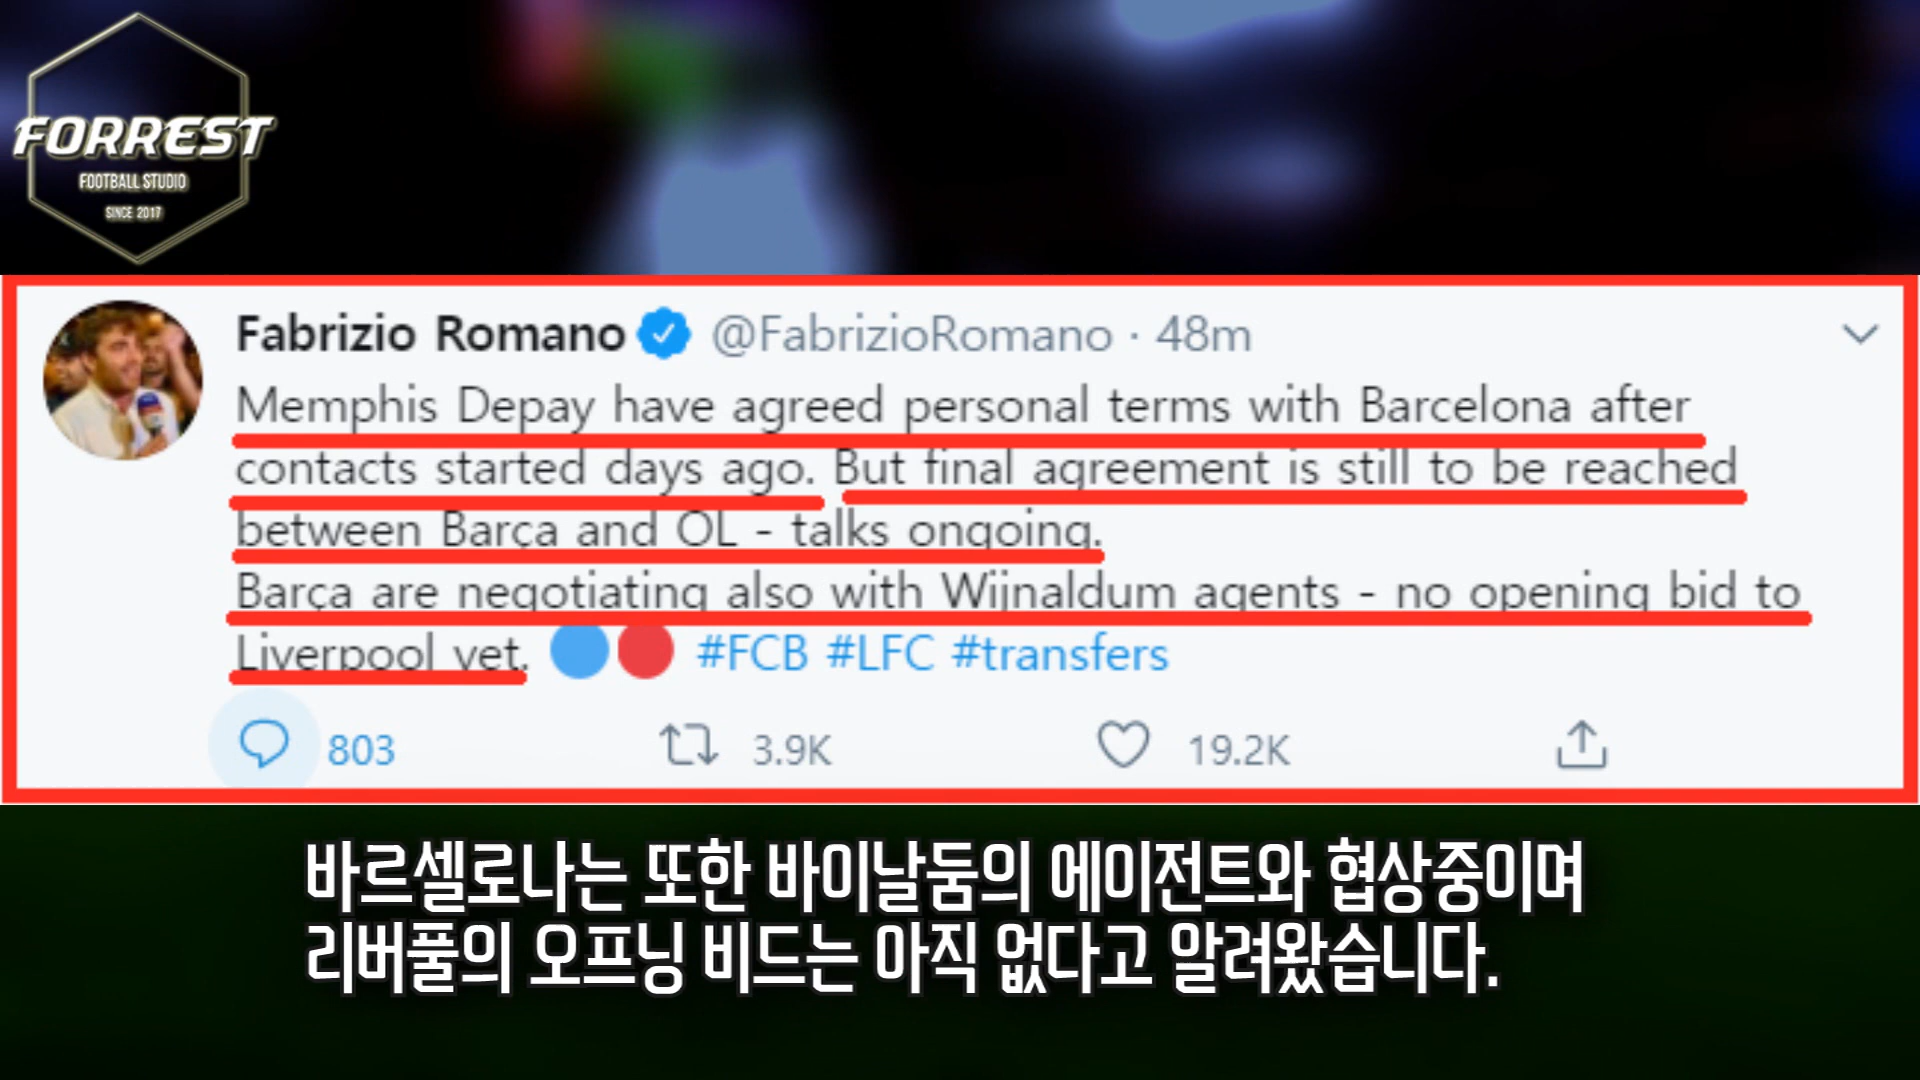 FORREST
FOOTBALL STUDIO
SINCE 2017
Fabrizio Romano @FabrizioRomano · 48m
Memphis Depay have agreed personal terms with Barcelona after
contacts started days ago. But final agreement is still to be reached
between Barça and OL - talks ongoing.
Barça are negotiating also with Wijnaldum agents - no opening bid to
Liverpool yet. #FCB #LFC #transfers
803 3.9K 19.2K
바르셀로나는 또한 바이날둠의 에이전트와 협상중이며
리버풀의 오프닝 비드는 아직 없다고 알려왔습니다.